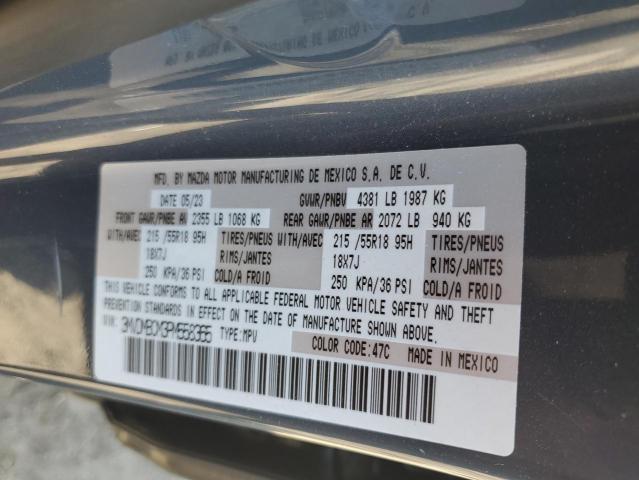 MFD. BY MAZDA MOTOR MANUFACTURING DE MEXICO S.A. DE C.V.
DATE 05/23 GVWR/PNBV 4381 LB 1987 KG
FRONT GAWR/PNBE AV 2355 LB 1068 KG REAR GAWR/PNBE AR 2072 LB 940 KG
WITH/AVEC 215 /55R18 95H TIRES/PNEUS WITH/AVEC 215 /55R18 95H TIRES/PNEUS
18X7J RIMS/JANTES 18X7J RIMS/JANTES
250 KPA/36 PSI COLD/A FROID 250 KPA/36 PSI COLD/A FROID
THIS VEHICLE CONFORMS TO ALL APPLICABLE FEDERAL MOTOR VEHICLE SAFETY AND THEFT
PREVENTION STANDARDS IN EFFECT ON THE DATE OF MANUFACTURE SHOWN ABOVE.
VIN: TYPE:MPV
COLOR CODE:47C MADE IN MEXICO